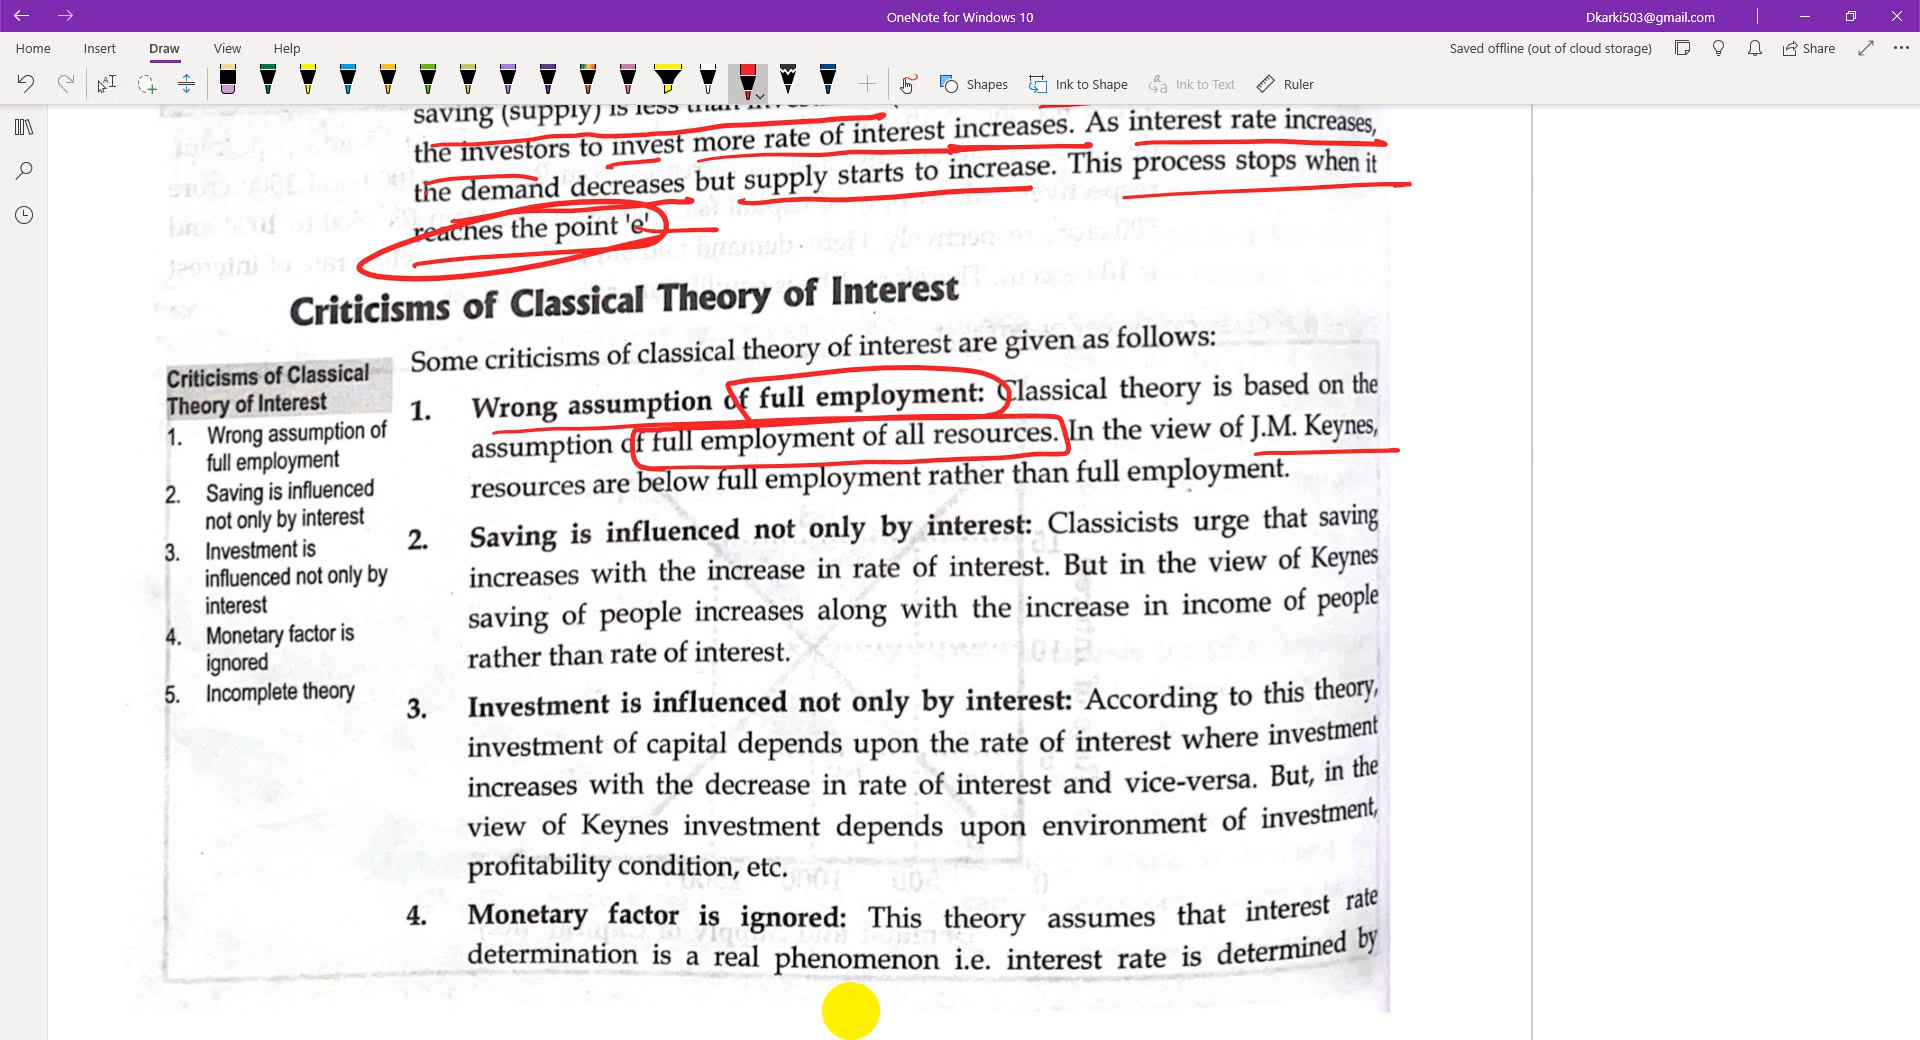 OneNote for Windows 10
Dkarki503@gmail.com
Home Insert Draw View Help
Saved offline (out of cloud storage)
Share
Shapes
Ink to Shape
Ink to Text
Ruler
saving (supply) is less than
the investors to invest more rate of interest increases. As interest rate increases,
the demand decreases but supply starts to increase. This process stops when it
reaches the point 'e'
Criticisms of Classical Theory of Interest
Some criticisms of classical theory of interest are given as follows:
Criticisms of Classical
Theory of Interest
1. Wrong assumption of
full employment
2. Saving is influenced
not only by interest
3. Investment is
influenced not only by
interest
4. Monetary factor is
ignored
5. Incomplete theory
1. Wrong assumption of full employment: Classical theory is based on the
assumption of full employment of all resources. In the view of J.M. Keynes,
resources are below full employment rather than full employment.
2. Saving is influenced not only by interest: Classicists urge that saving
increases with the increase in rate of interest. But in the view of Keynes
saving of people increases along with the increase in income of people
rather than rate of interest.
3. Investment is influenced not only by interest: According to this theory,
investment of capital depends upon the rate of interest where investment
increases with the decrease in rate of interest and vice-versa. But, in the
view of Keynes investment depends upon environment of investment,
profitability condition, etc.
4. Monetary factor is ignored: This theory assumes that interest rate
determination is a real phenomenon i.e. interest rate is determined by